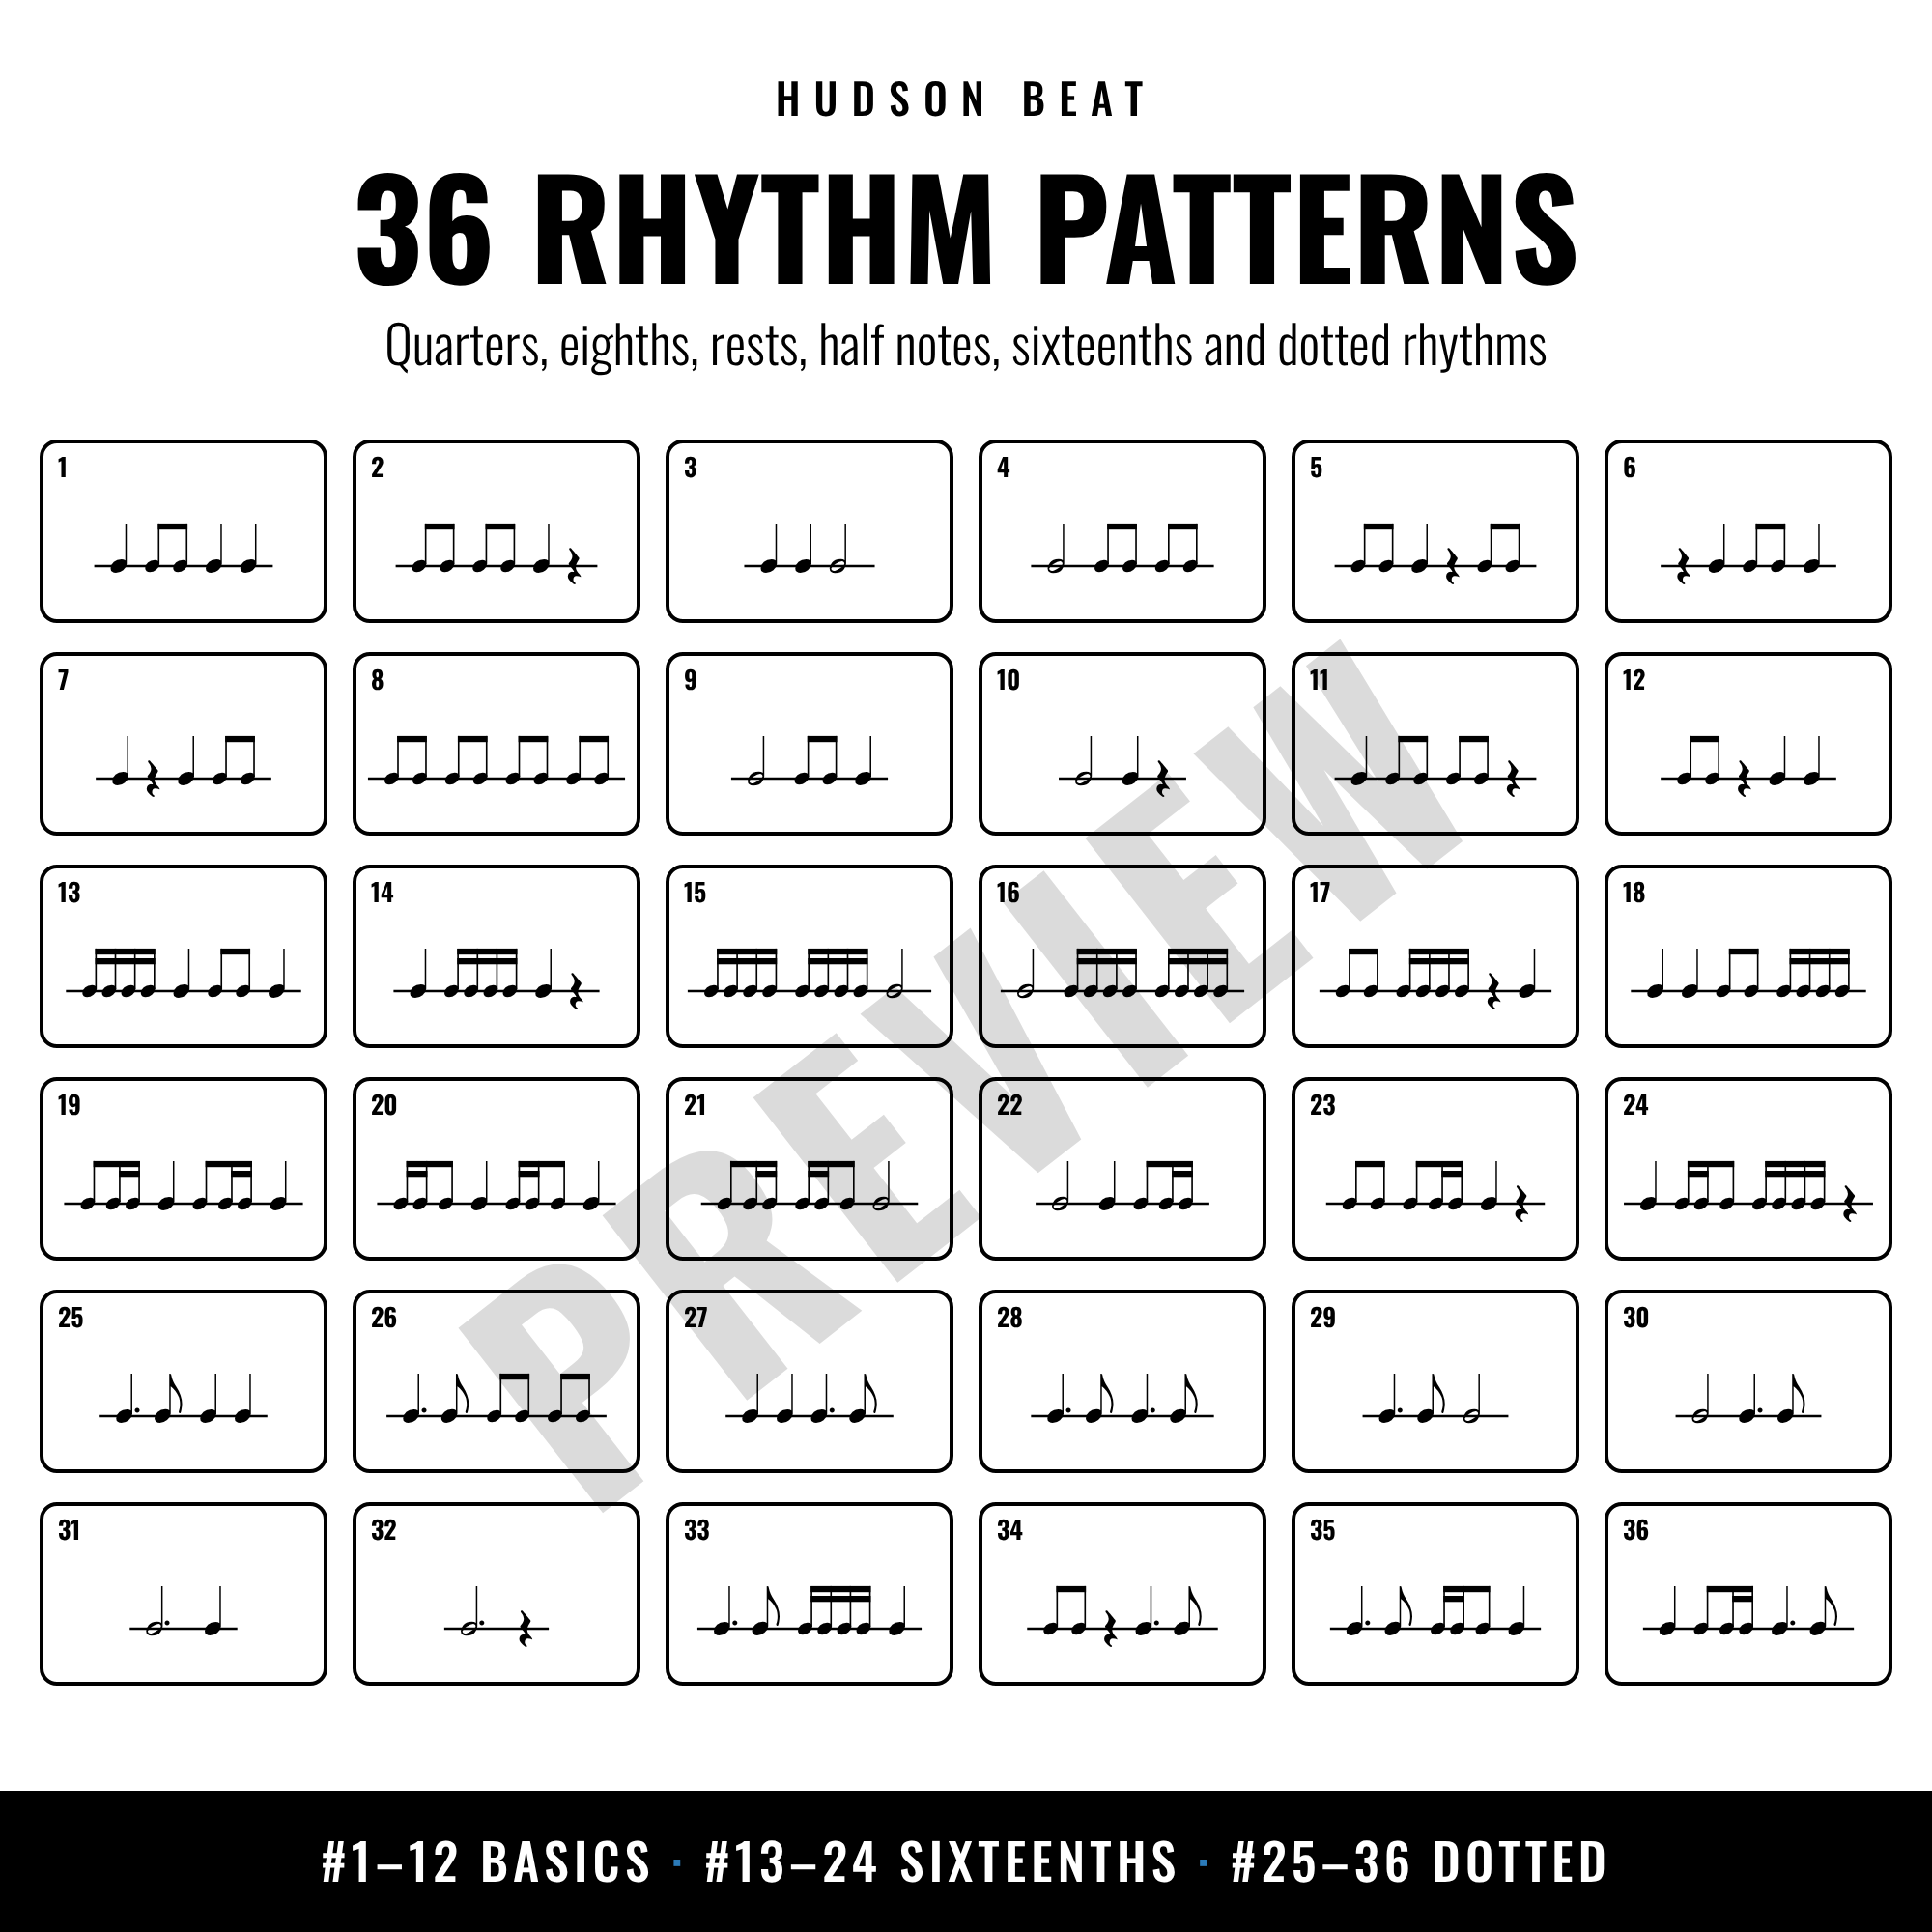 HUDSON BEAT
36 RHYTHM PATTERNS
Quarters, eighths, rests, half notes, sixteenths and dotted rhythms
1 2 3 4 5 6
7 8 9 10 11 12
13 14 15 16 17 18
19 20 21 22 23 24
25 26 27 28 29 30
31 32 33 34 35 36
PREVIEW
#1–12 BASICS · #13–24 SIXTEENTHS · #25–36 DOTTED